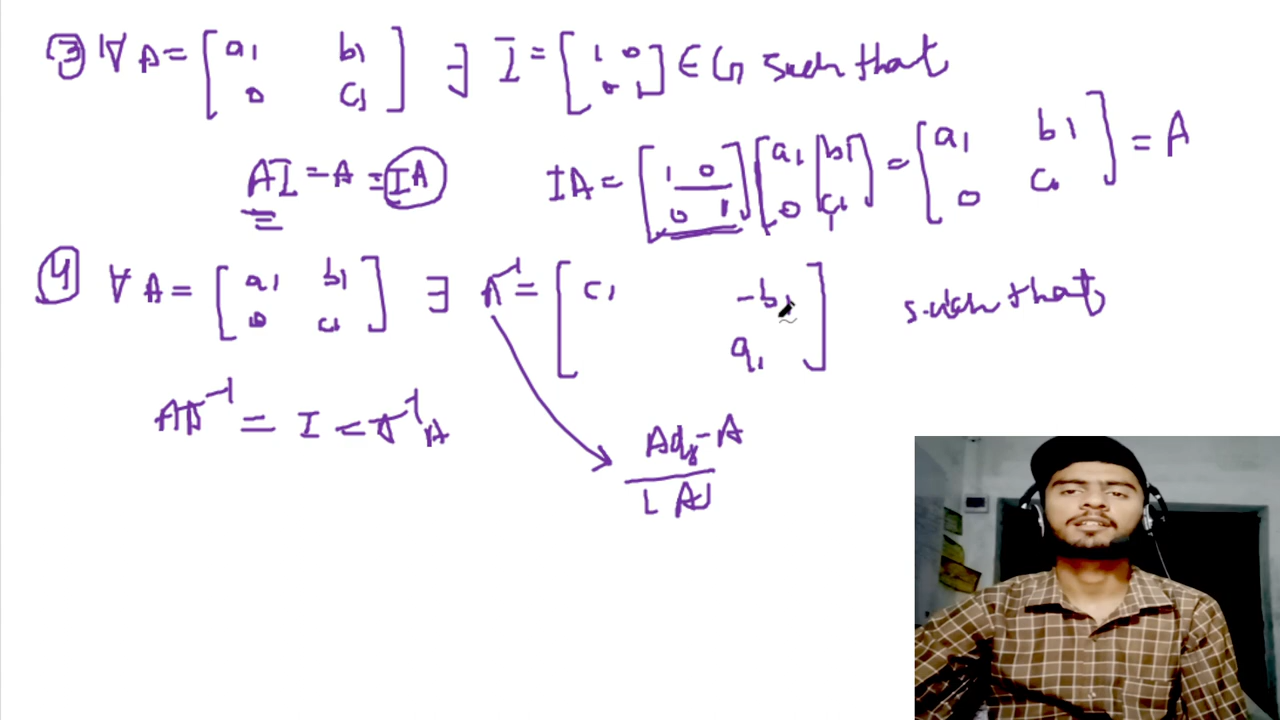 ③ ∀ A = [a₁ b₁ 0 c₁] ∃ I = [1 0 0 1] ∈ G such that
AI = A = IA IA = [1 0 0 1] [a₁ b₁ 0 c₁] = [a₁ b₁ 0 c₁] = A
④ ∀ A = [a₁ b₁ 0 c₁] ∃ A⁻¹ = [c₁ -b₁ a₁] such that
AA⁻¹ = I = A⁻¹A
Adj-A
|A|